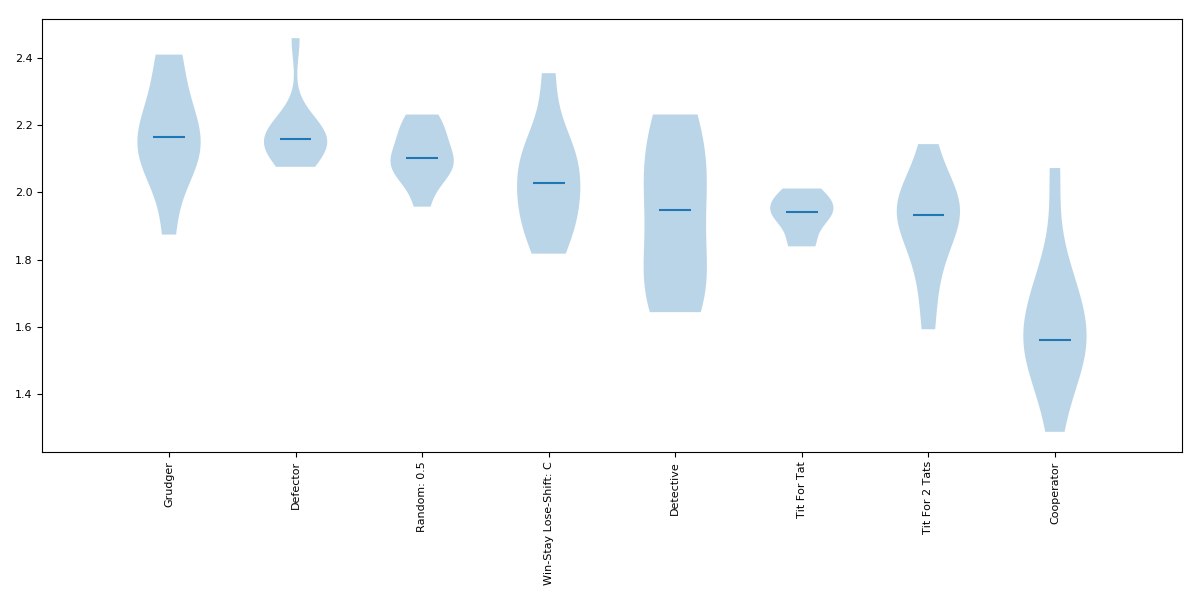 2.4
2.2
2.0
1.8
1.6
1.4
Grudger
Defector
Random: 0.5
Win-Stay Lose-Shift: C
Detective
Tit For Tat
Tit For 2 Tats
Cooperator